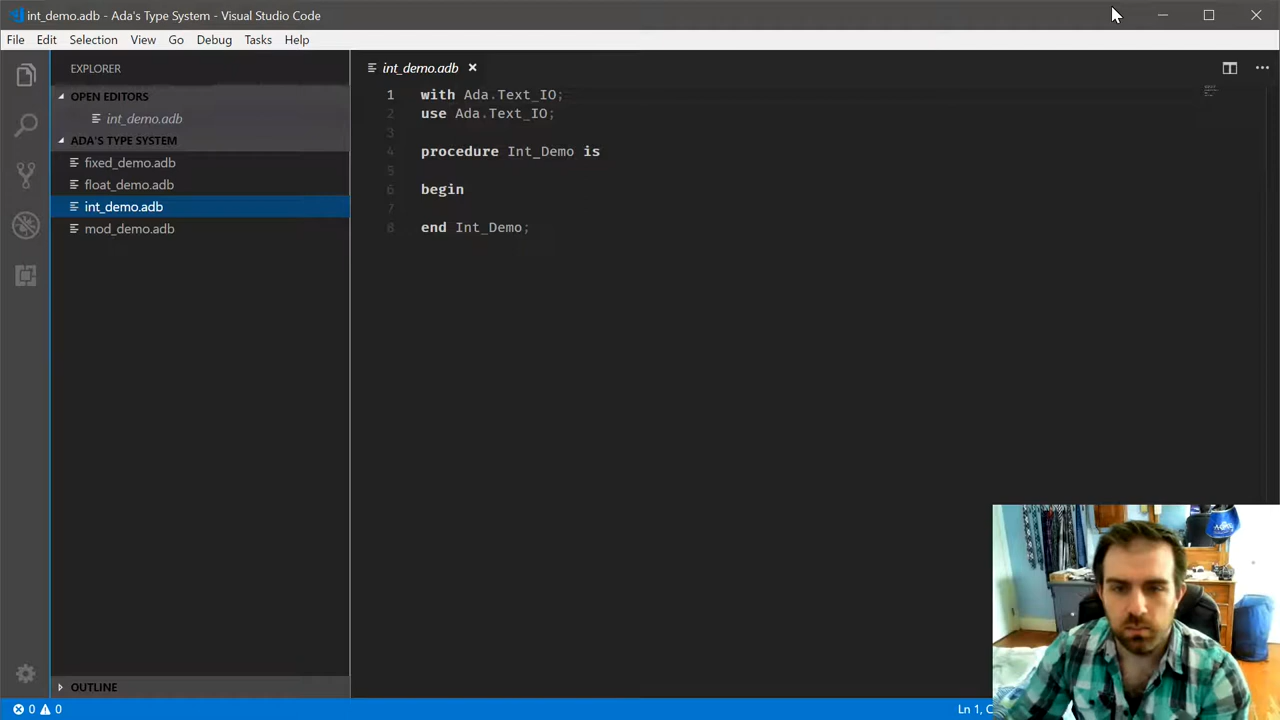 int_demo.adb - Ada's Type System - Visual Studio Code
File Edit Selection View Go Debug Tasks Help
EXPLORER
OPEN EDITORS
int_demo.adb
ADA'S TYPE SYSTEM
fixed_demo.adb
float_demo.adb
int_demo.adb
mod_demo.adb
OUTLINE
int_demo.adb
1 with Ada.Text_IO;
2 use Ada.Text_IO;
3
4 procedure Int_Demo is
5
6 begin
7
8 end Int_Demo;
0 0
Ln 1, C